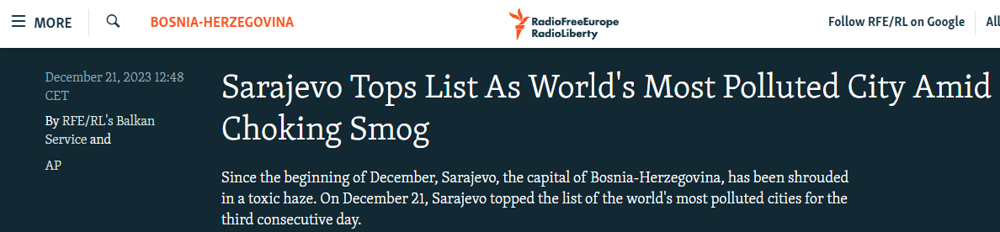 MORE
BOSNIA-HERZEGOVINA
RadioFreeEurope
RadioLiberty
Follow RFE/RL on Google
All
December 21, 2023 12:48
CET
By RFE/RL's Balkan
Service and
AP
Sarajevo Tops List As World's Most Polluted City Amid
Choking Smog
Since the beginning of December, Sarajevo, the capital of Bosnia-Herzegovina, has been shrouded
in a toxic haze. On December 21, Sarajevo topped the list of the world's most polluted cities for the
third consecutive day.